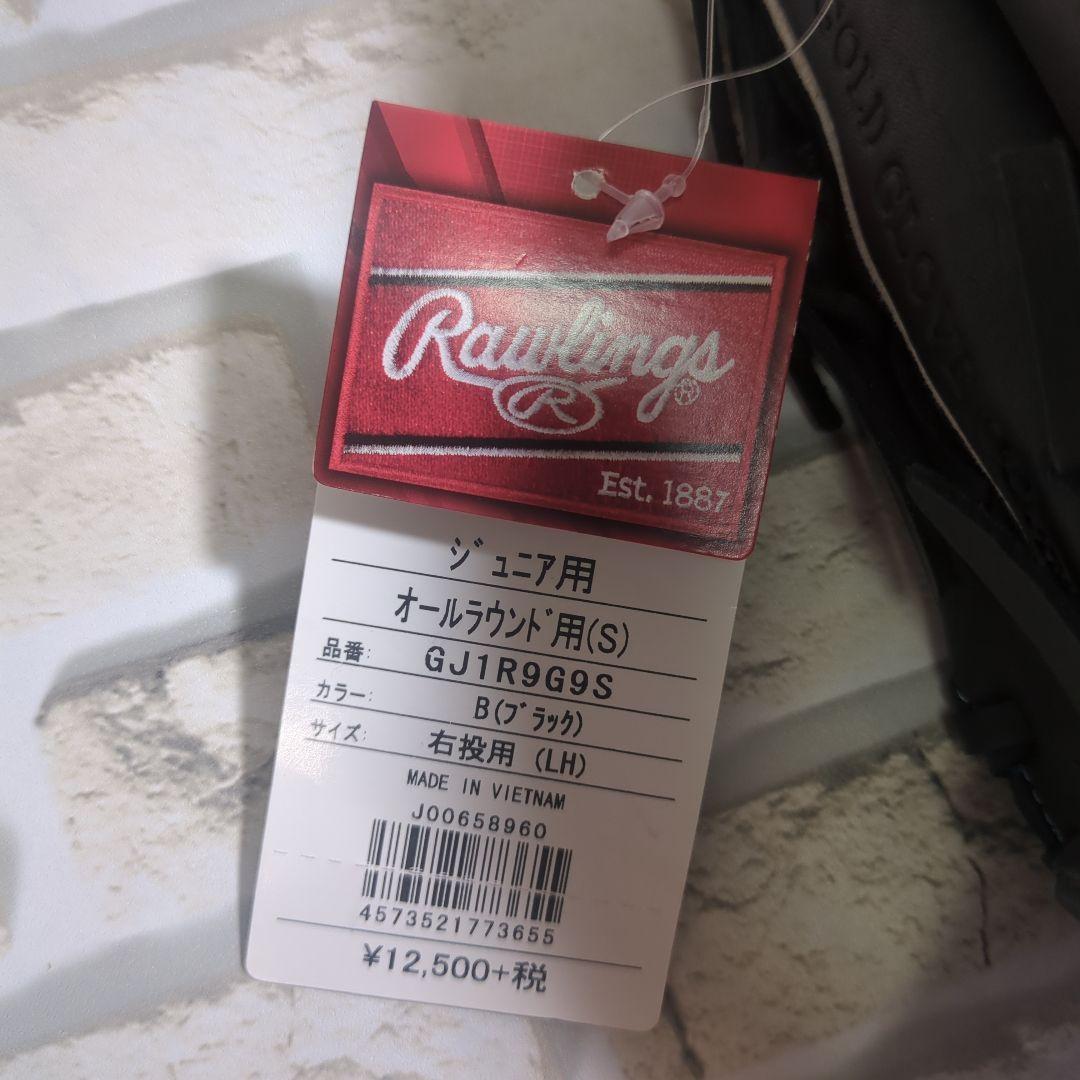 GOLD GLOVE
Rawlings
R
Est. 1887
ジュニア用
オールラウンド用(S)
品番: GJ1R9G9S
カラー: B(ブラック)
サイズ: 右投用 (LH)
MADE IN VIETNAM
J00658960
4573521773655
¥12,500+税